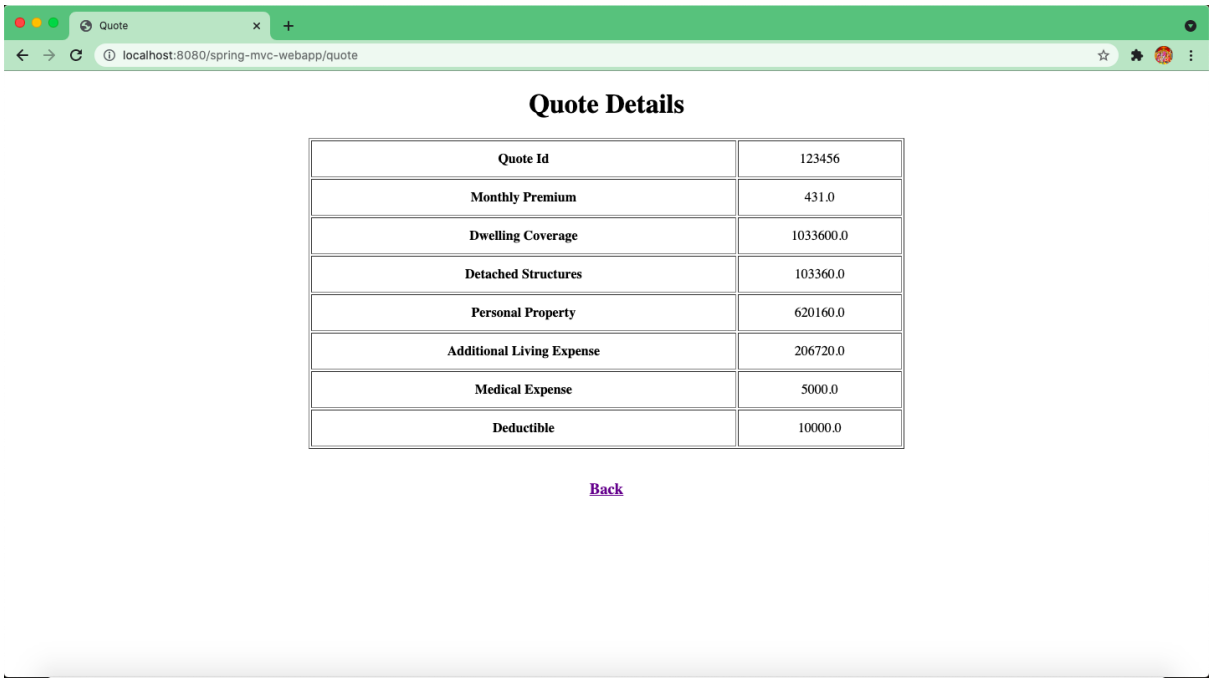 Quote
localhost:8080/spring-mvc-webapp/quote
Quote Details
Quote Id 123456
Monthly Premium 431.0
Dwelling Coverage 1033600.0
Detached Structures 103360.0
Personal Property 620160.0
Additional Living Expense 206720.0
Medical Expense 5000.0
Deductible 10000.0
Back